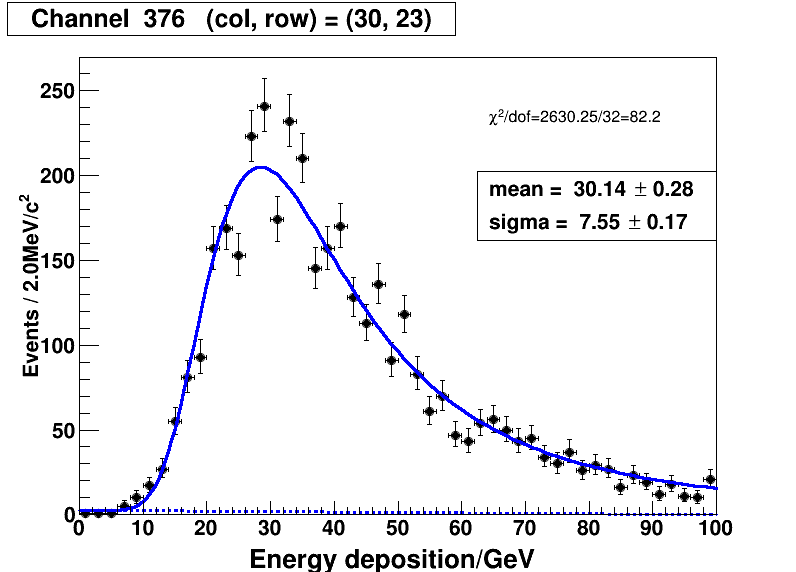 Channel 376 (col, row) = (30, 23)
χ²/dof=2630.25/32=82.2
mean = 30.14 ± 0.28
sigma = 7.55 ± 0.17
Events / 2.0MeV/c²
250
200
150
100
50
0
0 10 20 30 40 50 60 70 80 90 100
Energy deposition/GeV